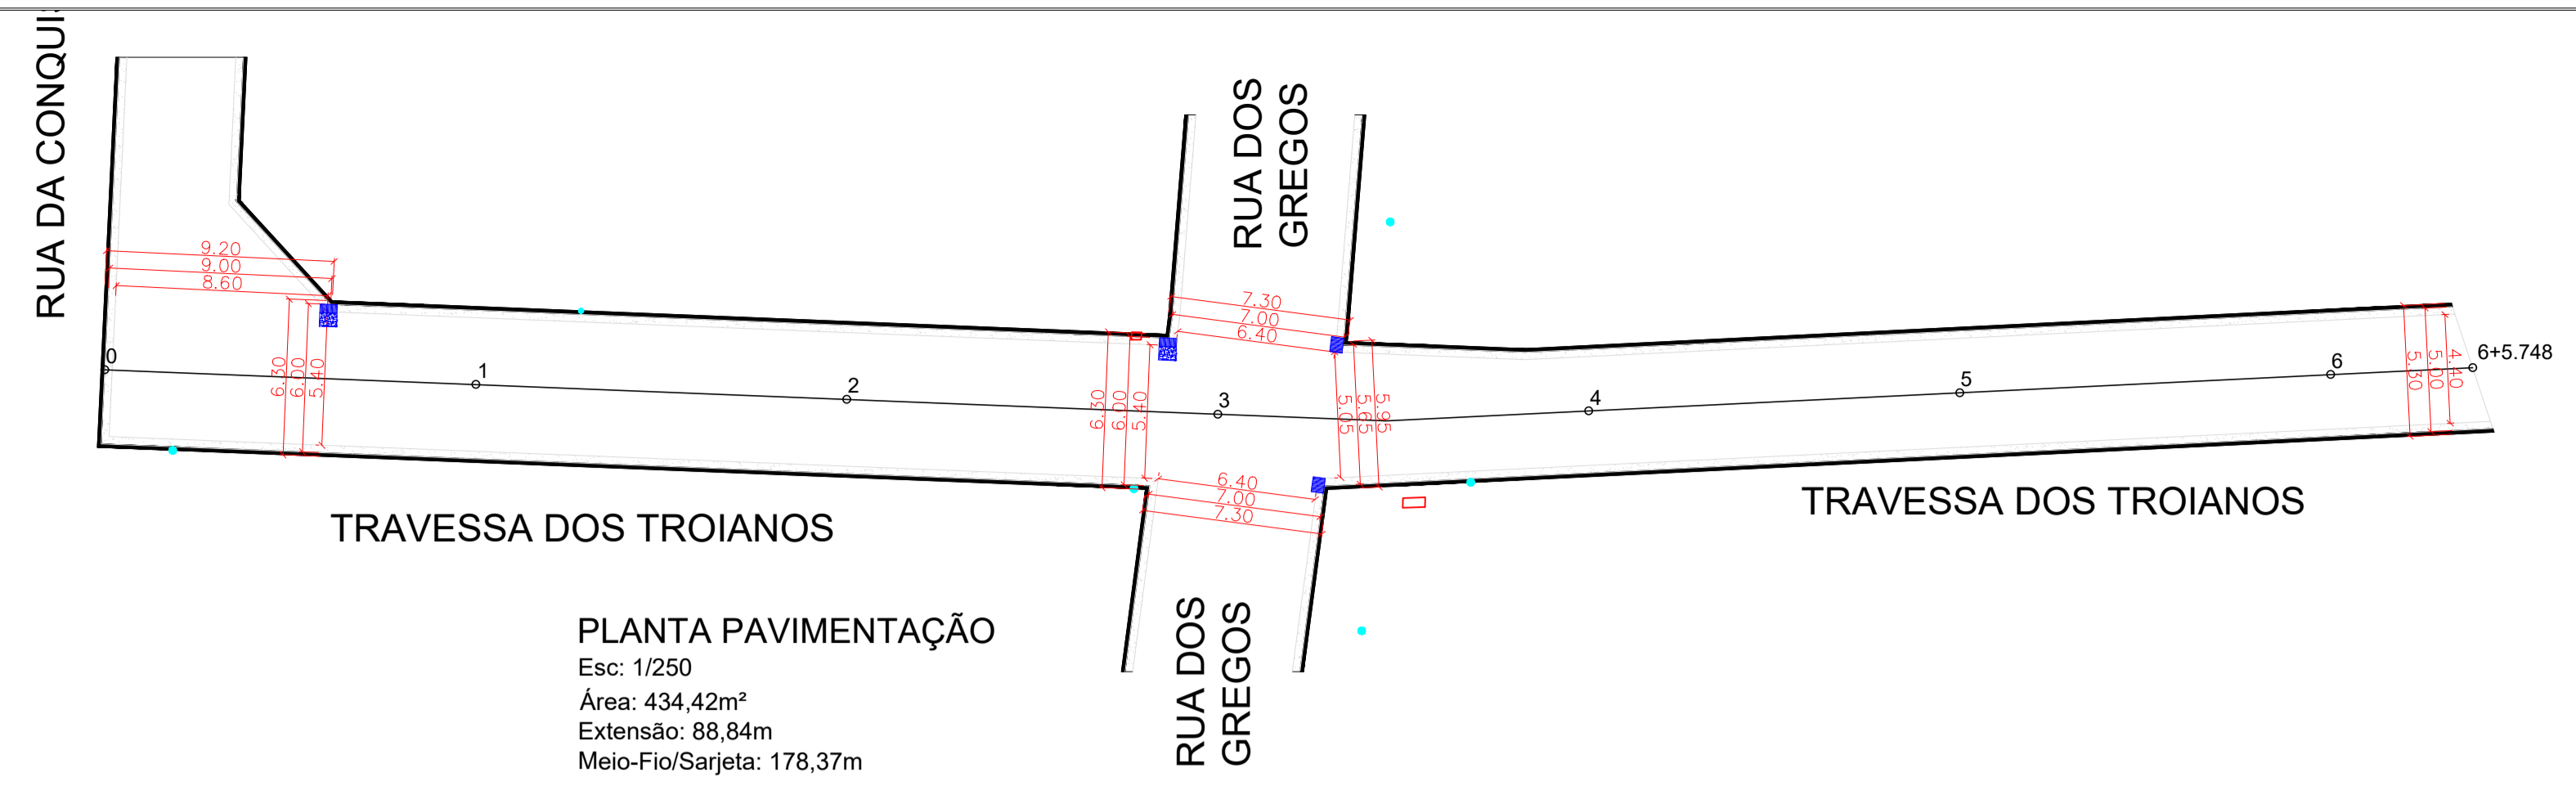 RUA DA CONQUI
RUA DOS
GREGOS
9.20
9.00
8.60
7.30
7.00
6.40
0
1
2
3
4
5
6
6+5.748
6.30
6.00
5.40
6.30
6.00
5.40
5.05
5.65
5.95
5.30
5.00
4.40
6.40
7.00
7.30
TRAVESSA DOS TROIANOS
TRAVESSA DOS TROIANOS
RUA DOS
GREGOS
PLANTA PAVIMENTAÇÃO
Esc: 1/250
Área: 434,42m²
Extensão: 88,84m
Meio-Fio/Sarjeta: 178,37m